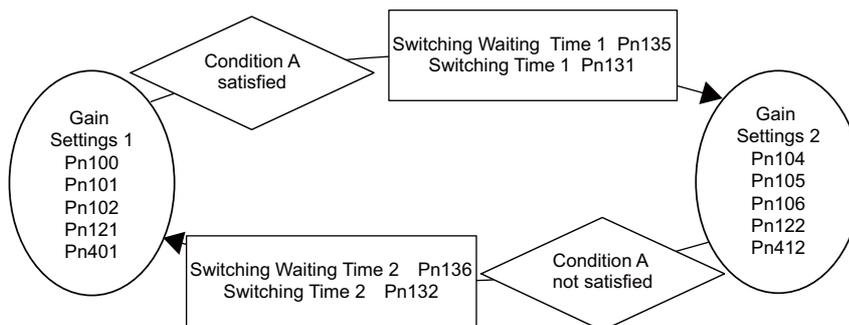 Condition A
satisfied
Switching Waiting Time 1 Pn135
Switching Time 1 Pn131
Gain
Settings 1
Pn100
Pn101
Pn102
Pn121
Pn401
Gain
Settings 2
Pn104
Pn105
Pn106
Pn122
Pn412
Switching Waiting Time 2 Pn136
Switching Time 2 Pn132
Condition A
not satisfied